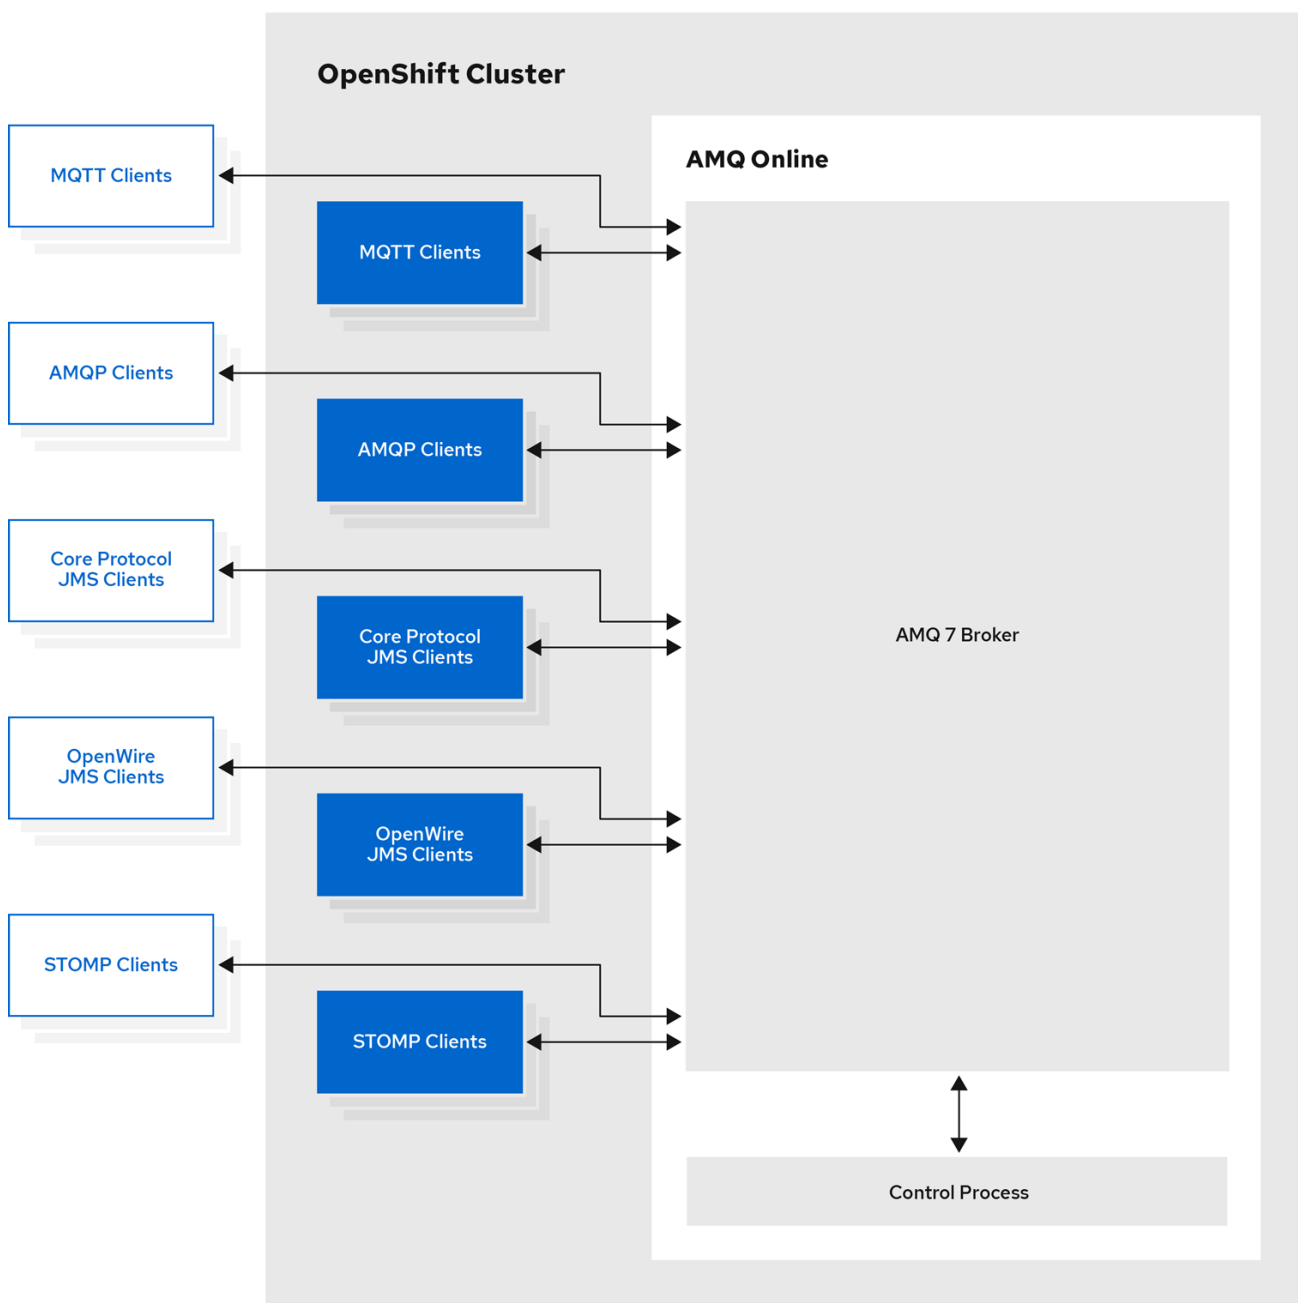 OpenShift Cluster
AMQ Online
MQTT Clients
MQTT Clients
AMQP Clients
AMQP Clients
Core Protocol
JMS Clients
Core Protocol
JMS Clients
AMQ 7 Broker
OpenWire
JMS Clients
OpenWire
JMS Clients
STOMP Clients
STOMP Clients
Control Process